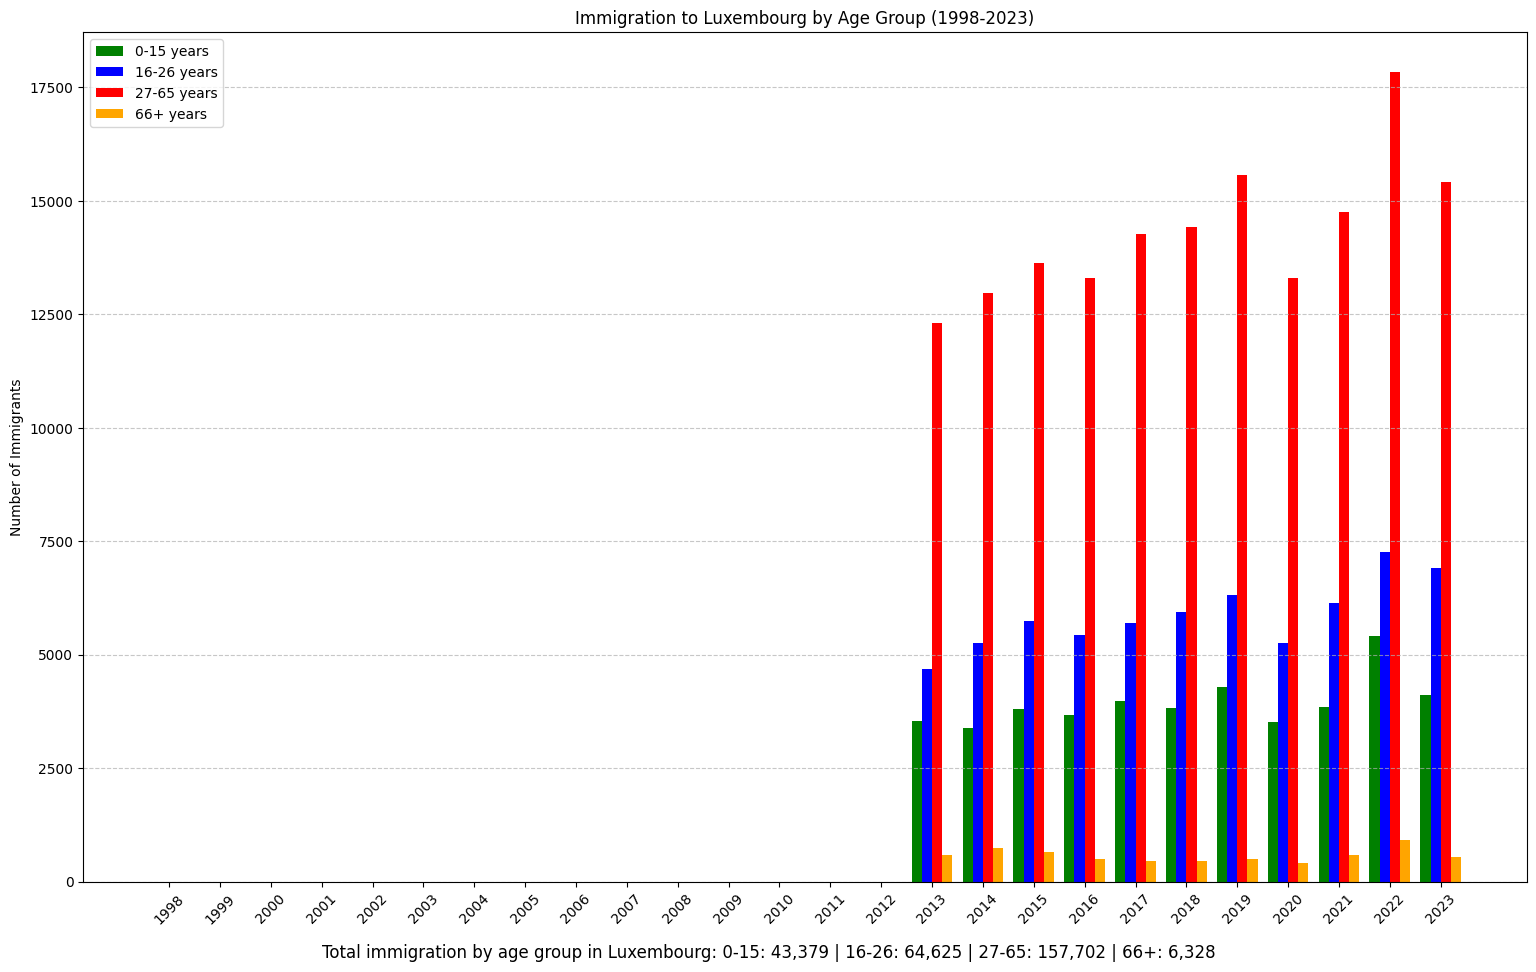 Immigration to Luxembourg by Age Group (1998-2023)
0-15 years
16-26 years
27-65 years
66+ years
Number of Immigrants
17500
15000
12500
10000
7500
5000
2500
0
1998 1999 2000 2001 2002 2003 2004 2005 2006 2007 2008 2009 2010 2011 2012 2013 2014 2015 2016 2017 2018 2019 2020 2021 2022 2023
Total immigration by age group in Luxembourg: 0-15: 43,379 | 16-26: 64,625 | 27-65: 157,702 | 66+: 6,328